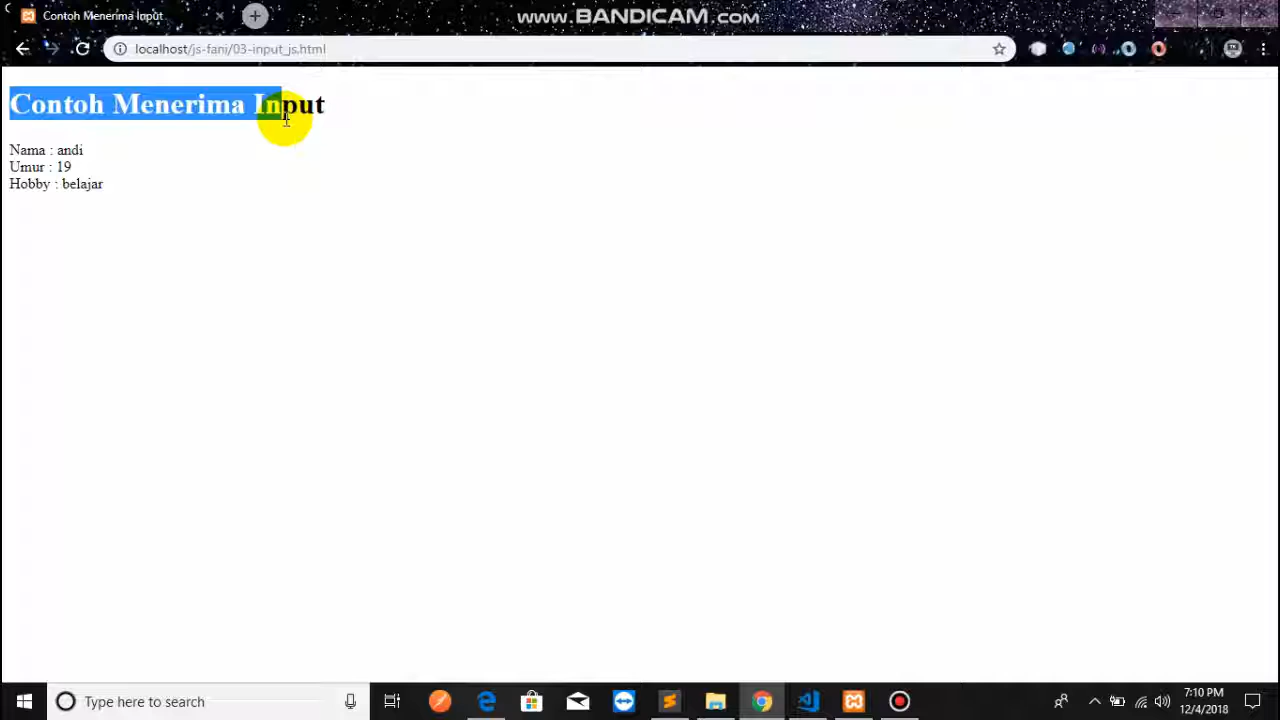 Contoh Menerima Input
www.BANDICAM.com
localhost/js-fani/03-input_js.html
Contoh Menerima Input
Nama : andi
Umur : 19
Hobby : belajar
Type here to search
7:10 PM
12/4/2018